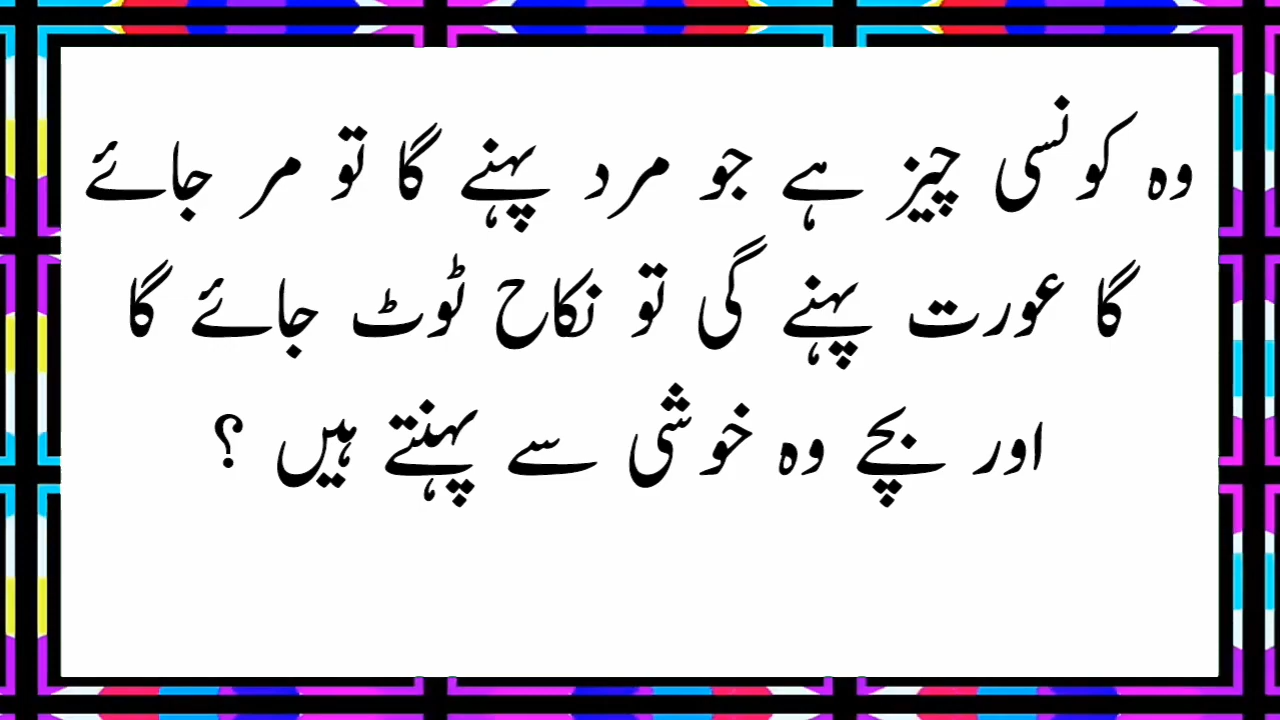 وہ کونسی چیز ہے جو مرد پہنے گا تو مر جائے
گا عورت پہنے گی تو نکاح ٹوٹ جائے گا
اور بچے وہ خوشی سے پہنتے ہیں ؟